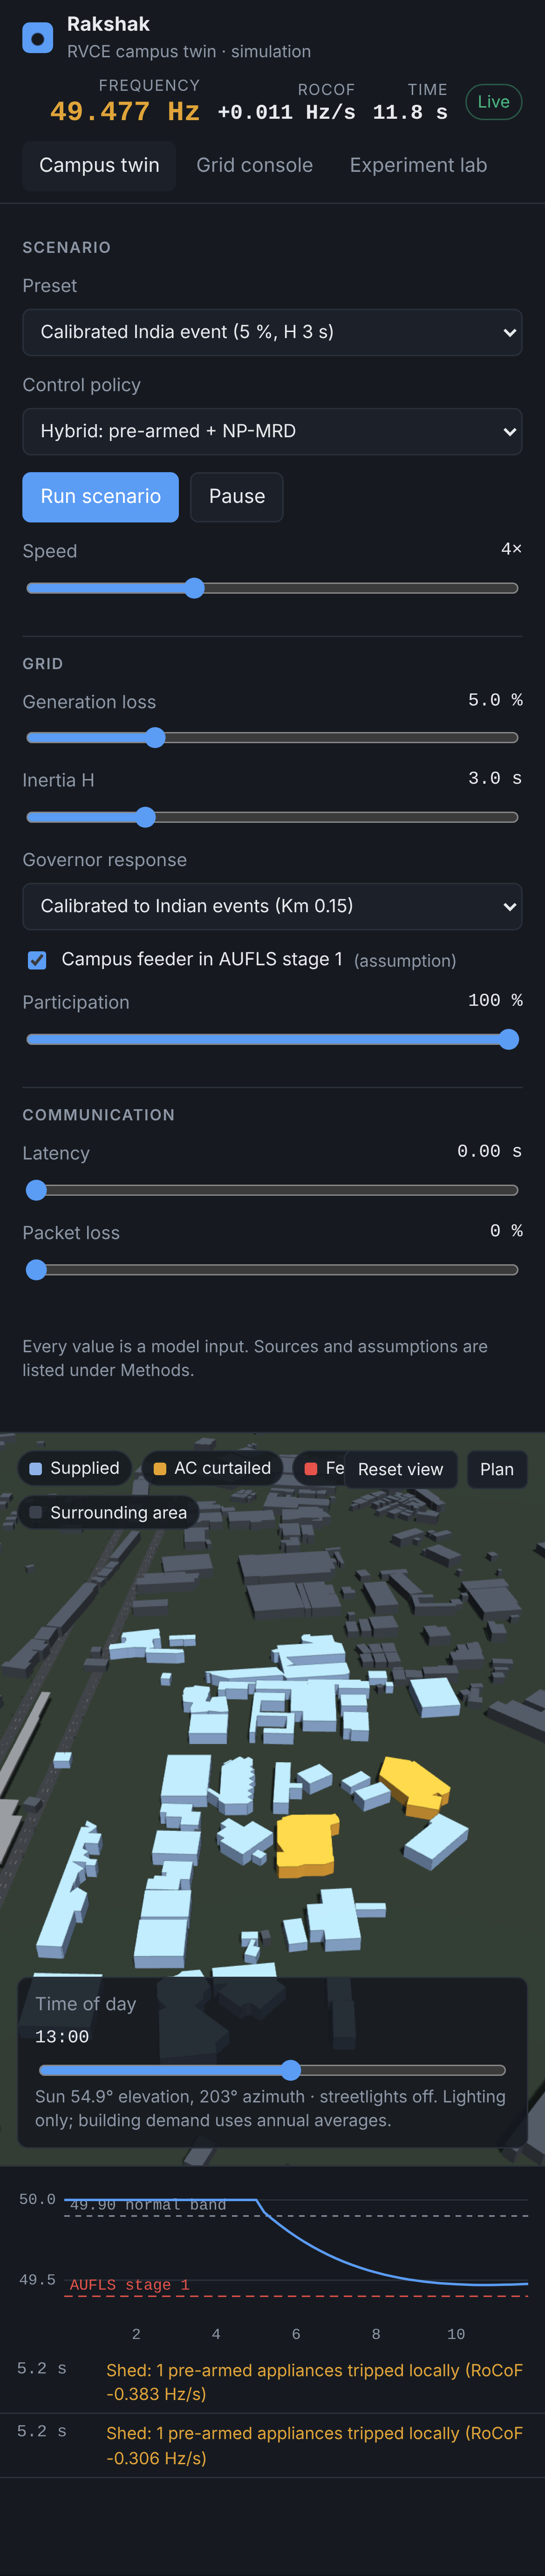 Rakshak
RVCE campus twin · simulation
FREQUENCY
49.477 Hz
ROCOF
+0.011 Hz/s
TIME
11.8 s
Live
Campus twin
Grid console
Experiment lab
SCENARIO
Preset
Calibrated India event (5 %, H 3 s)
Control policy
Hybrid: pre-armed + NP-MRD
Run scenario
Pause
Speed
4×
GRID
Generation loss
5.0 %
Inertia H
3.0 s
Governor response
Calibrated to Indian events (Km 0.15)
Campus feeder in AUFLS stage 1 (assumption)
Participation
100 %
COMMUNICATION
Latency
0.00 s
Packet loss
0 %
Every value is a model input. Sources and assumptions are
listed under Methods.
Supplied
AC curtailed
Fe
Reset view
Plan
Surrounding area
Time of day
13:00
Sun 54.9° elevation, 203° azimuth · streetlights off. Lighting
only; building demand uses annual averages.
50.0
49.90 normal band
49.5
AUFLS stage 1
2 4 6 8 10
5.2 s
Shed: 1 pre-armed appliances tripped locally (RoCoF
-0.383 Hz/s)
5.2 s
Shed: 1 pre-armed appliances tripped locally (RoCoF
-0.306 Hz/s)